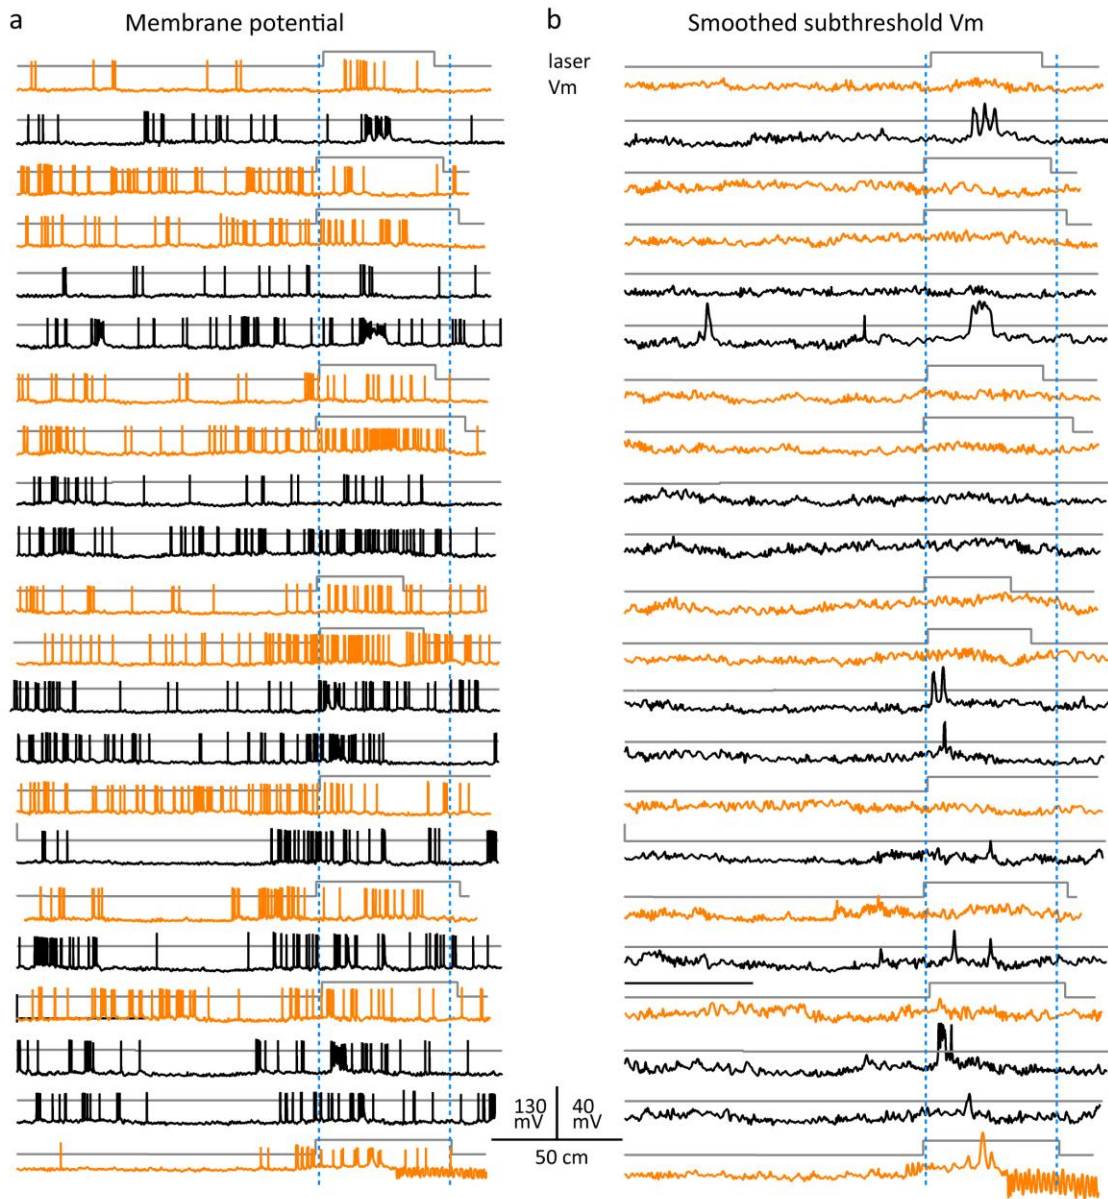 a Membrane potential
b Smoothed subthreshold Vm
laser
Vm
130 mV
40 mV
50 cm